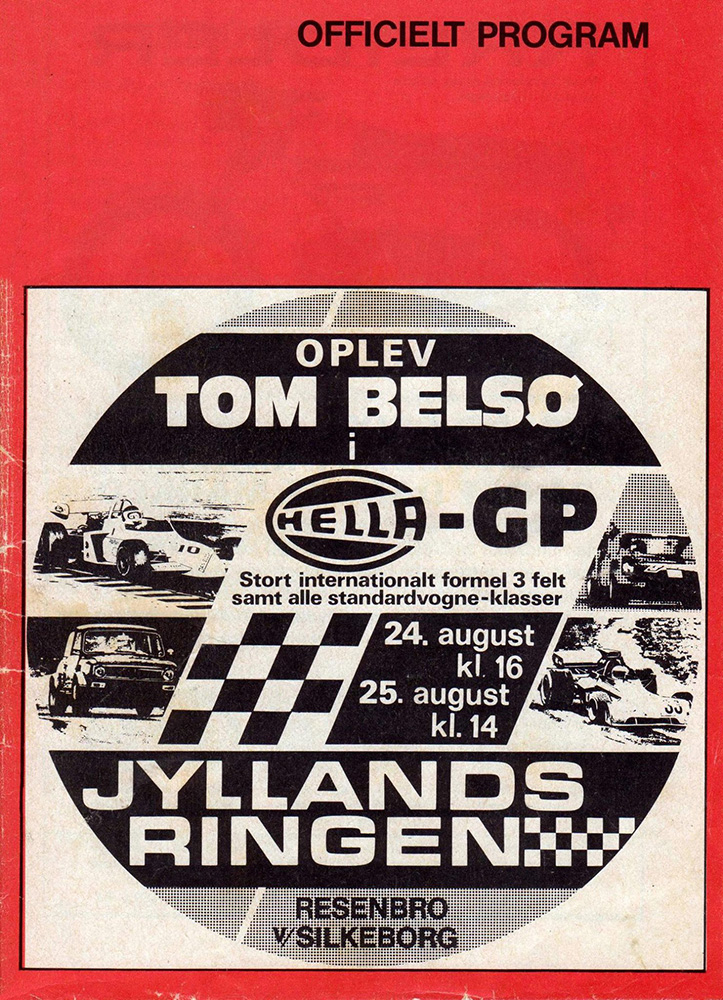 OFFICIELT PROGRAM
OPLEV
TOM BELSØ
i
HELLA-GP
Stort internationalt formel 3 felt
samt alle standardvogne-klasser
10
24. august
kl. 16
25. august
kl. 14
JYLLANDS
RINGEN
RESENBRO
V/SILKEBORG